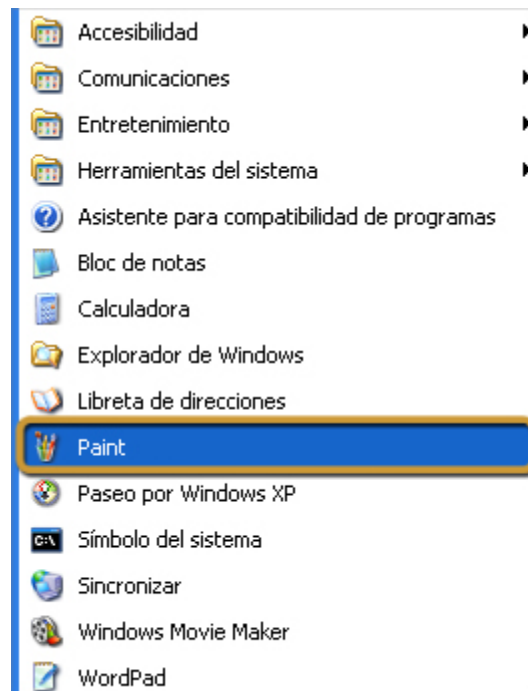 Accesibilidad
Comunicaciones
Entretenimiento
Herramientas del sistema
Asistente para compatibilidad de programas
Bloc de notas
Calculadora
Explorador de Windows
Libreta de direcciones
Paint
Paseo por Windows XP
C:\
Símbolo del sistema
Sincronizar
Windows Movie Maker
WordPad